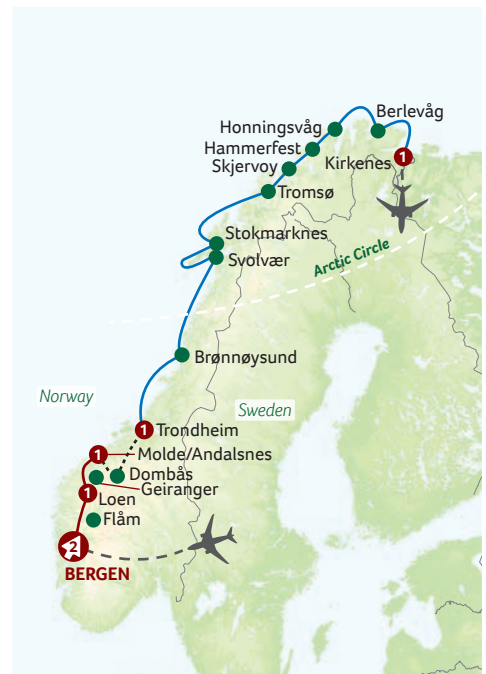 Berlevåg
Honningsvåg
Hammerfest
Kirkenes
1
Skjervoy
Tromsø
Stokmarknes
Svolvær
Arctic Circle
Brønnøysund
Norway
Sweden
1
Trondheim
1
Molde/Andalsnes
Dombås
Geiranger
1
Loen
Flåm
2
BERGEN